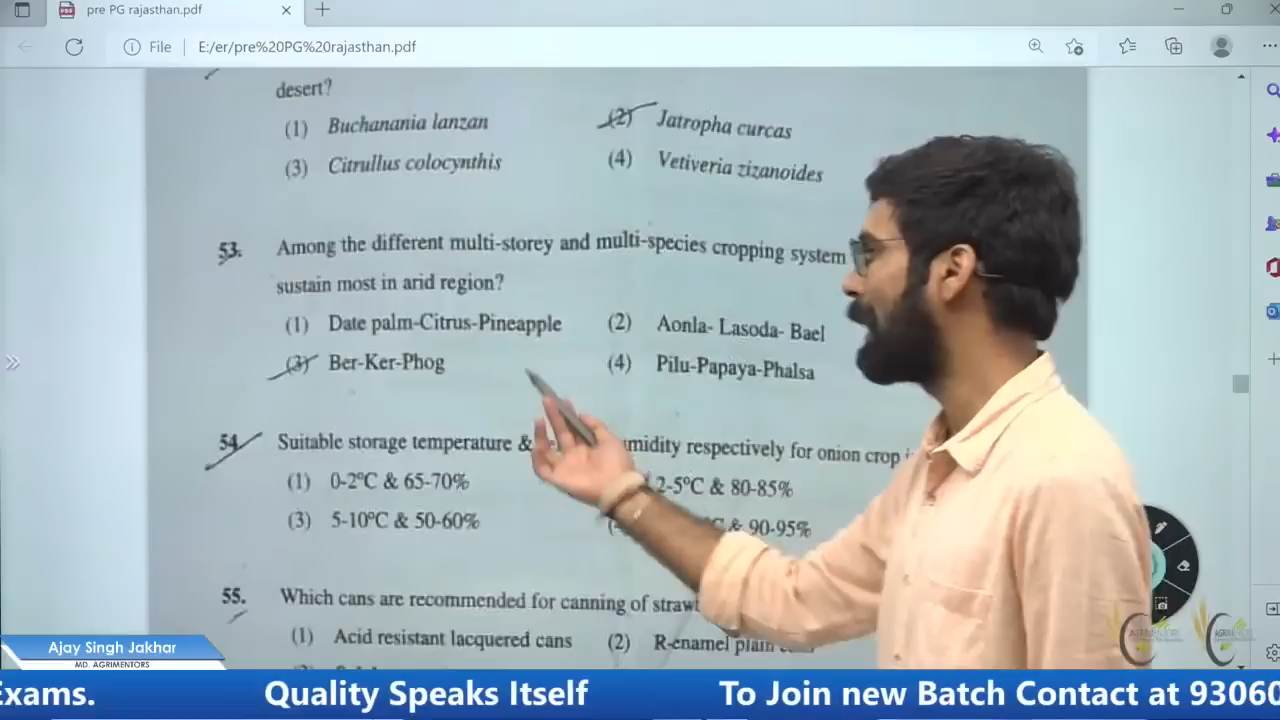 pre PG rajasthan.pdf
File E:/er/pre%20PG%20rajasthan.pdf
desert?
(1) Buchanania lanzan (2) Jatropha curcas
(3) Citrullus colocynthis (4) Vetiveria zizanoides
53. Among the different multi-storey and multi-species cropping system
sustain most in arid region?
(1) Date palm-Citrus-Pineapple (2) Aonla- Lasoda- Bael
(3) Ber-Ker-Phog (4) Pilu-Papaya-Phalsa
54. Suitable storage temperature & umidity respectively for onion crop
(1) 0-2ºC & 65-70% 2-5ºC & 80-85%
(3) 5-10ºC & 50-60% & 90-95%
55. Which cans are recommended for canning of straw
(1) Acid resistant lacquered cans (2) R-enamel plain
Ajay Singh Jakhar
MD. AGRIMENTORS
Exams. Quality Speaks Itself To Join new Batch Contact at 9306